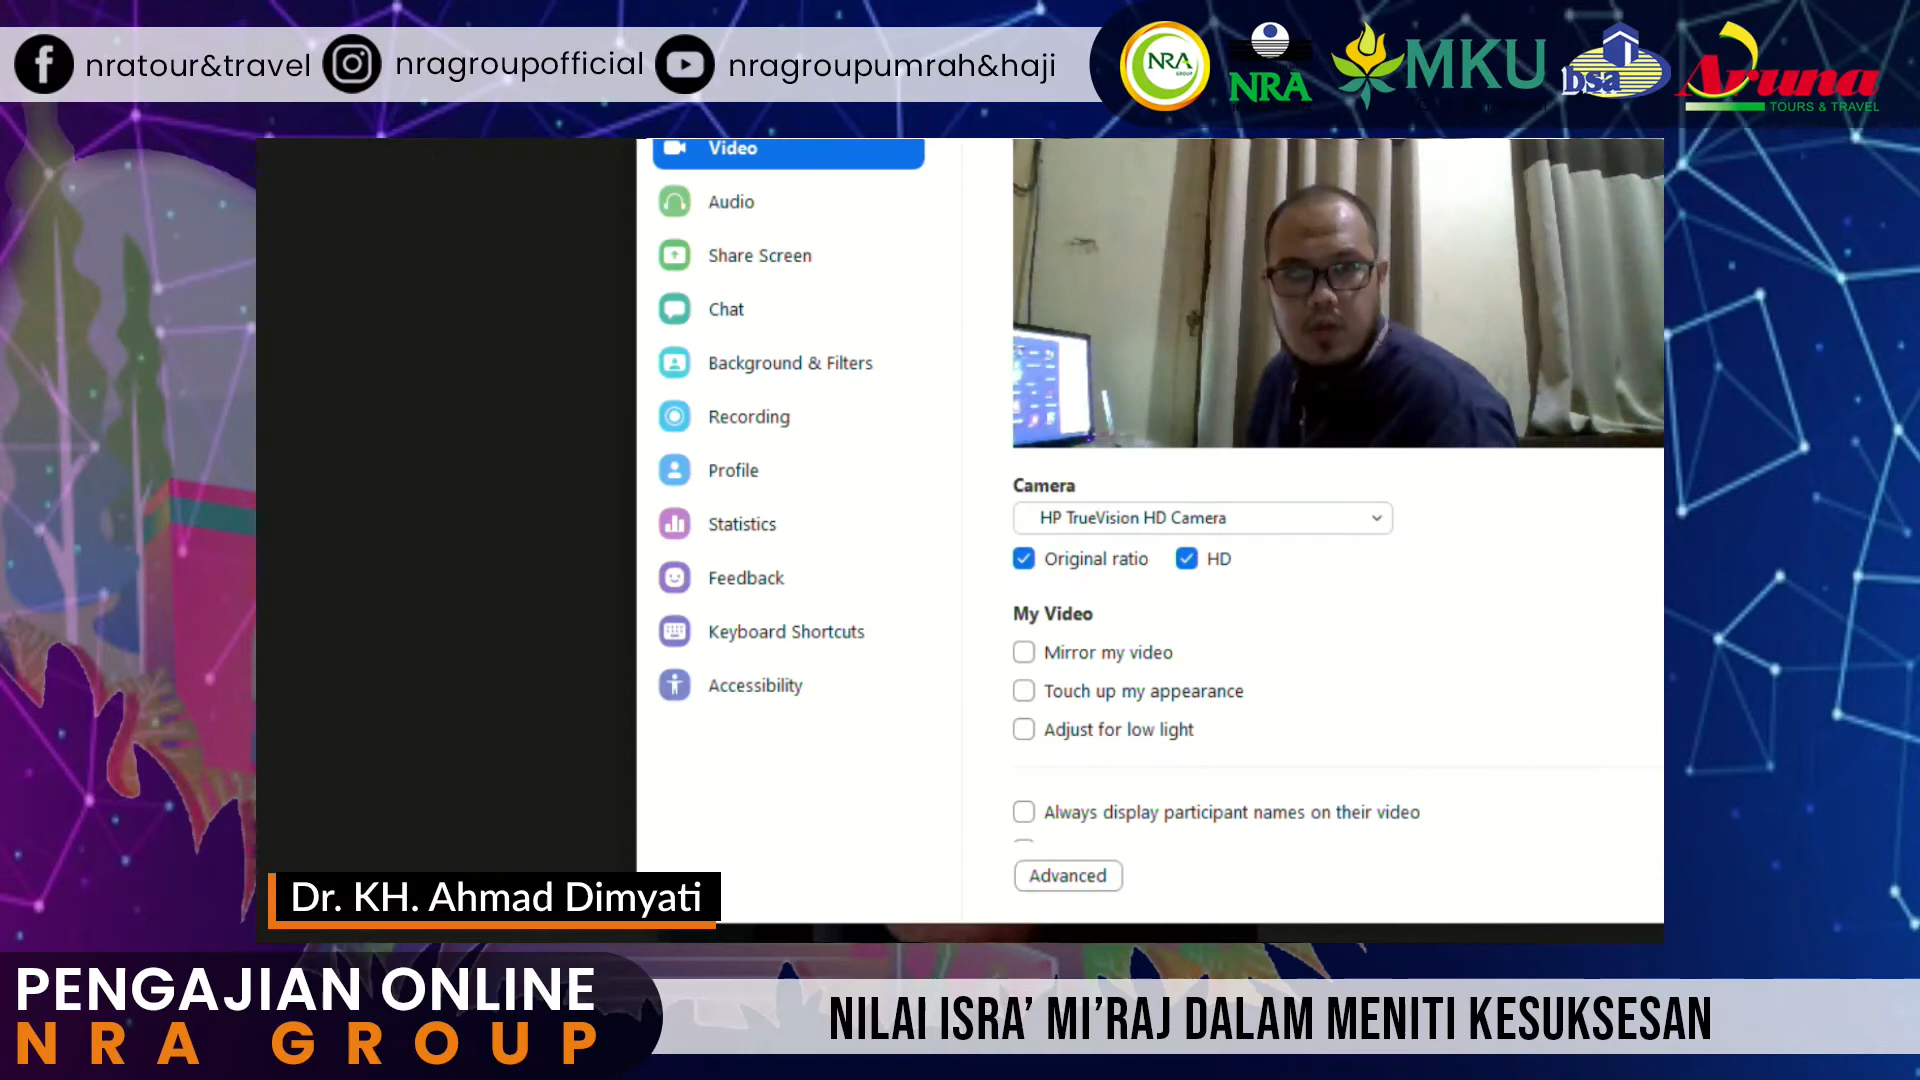 nratour&travel
nragroupofficial
nragroupumrah&haji
NRA
GROUP
NRA
MKU
bsa
Aruna
TOURS & TRAVEL
Video
Audio
Share Screen
Chat
Background & Filters
Recording
Profile
Statistics
Feedback
Keyboard Shortcuts
Accessibility
Camera
HP TrueVision HD Camera
Original ratio
HD
My Video
Mirror my video
Touch up my appearance
Adjust for low light
Always display participant names on their video
Advanced
Dr. KH. Ahmad Dimyati
PENGAJIAN ONLINE
NRA GROUP
NILAI ISRA’ MI’RAJ DALAM MENITI KESUKSESAN